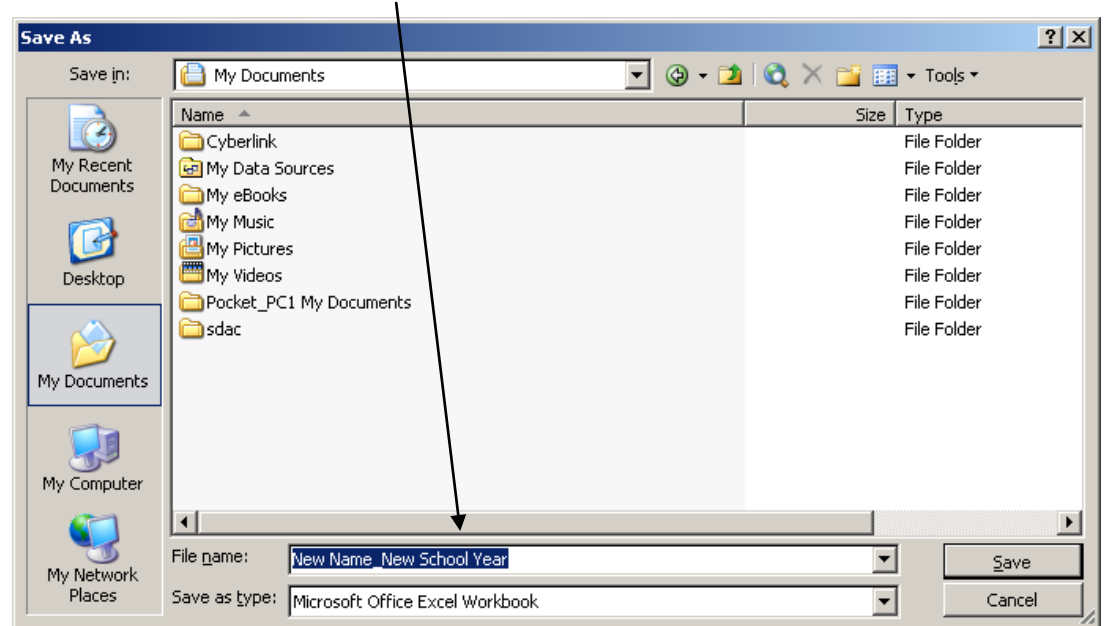 Save As
Save in:
My Documents
Tools
My Recent
Documents
Desktop
My Documents
My Computer
My Network
Places
Name Size Type
Cyberlink File Folder
My Data Sources File Folder
My eBooks File Folder
My Music File Folder
My Pictures File Folder
My Videos File Folder
Pocket_PC1 My Documents File Folder
sdac File Folder
File name: New Name_New School Year Save
Save as type: Microsoft Office Excel Workbook Cancel